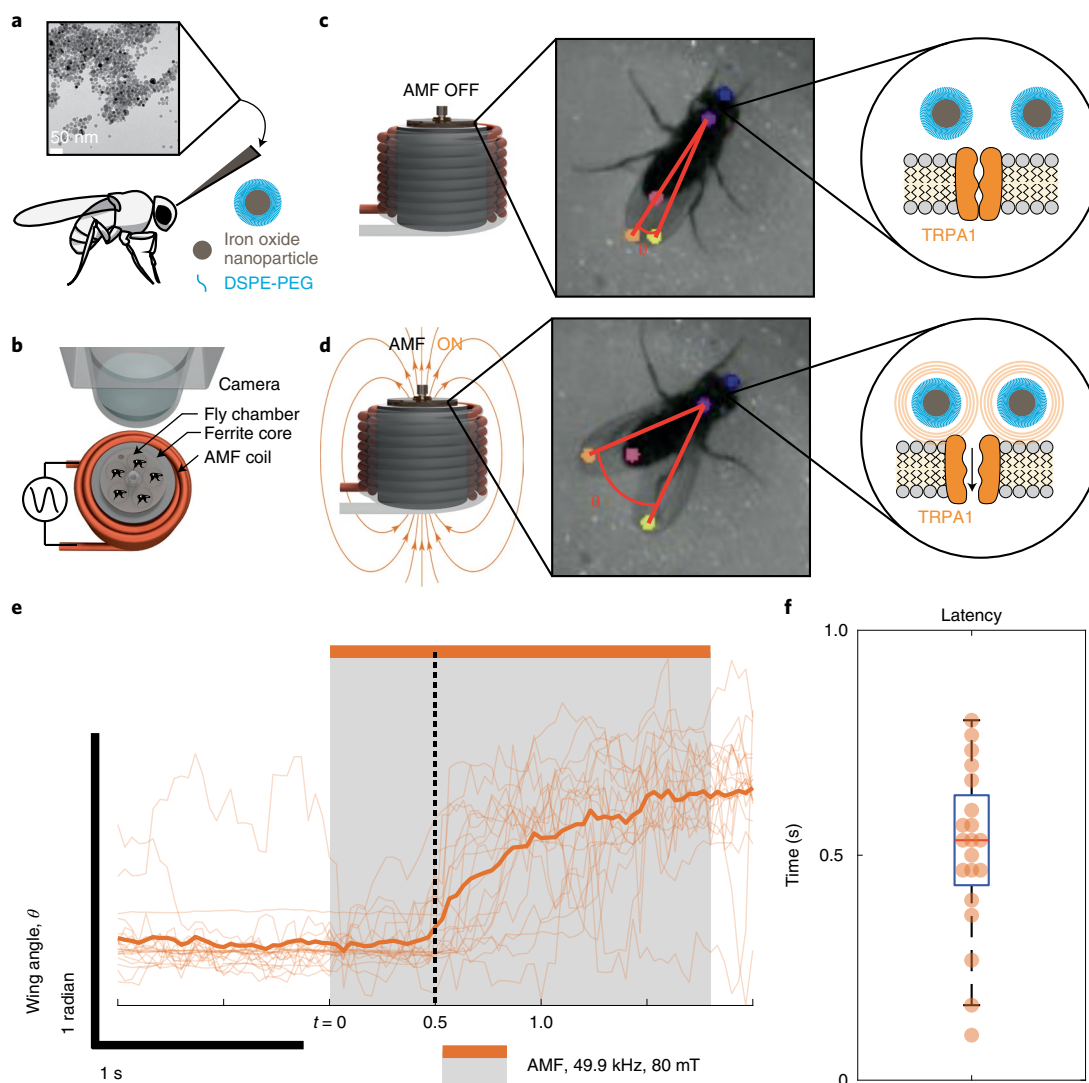 a
50 nm
Iron oxide
nanoparticle
DSPE-PEG
b
Camera
Fly chamber
Ferrite core
AMF coil
c
AMF OFF
θ
TRPA1
d
AMF ON
θ
TRPA1
e
Wing angle, θ
1 radian
1 s
t = 0
0.5
1.0
AMF, 49.9 kHz, 80 mT
f
Latency
Time (s)
1.0
0.5
0